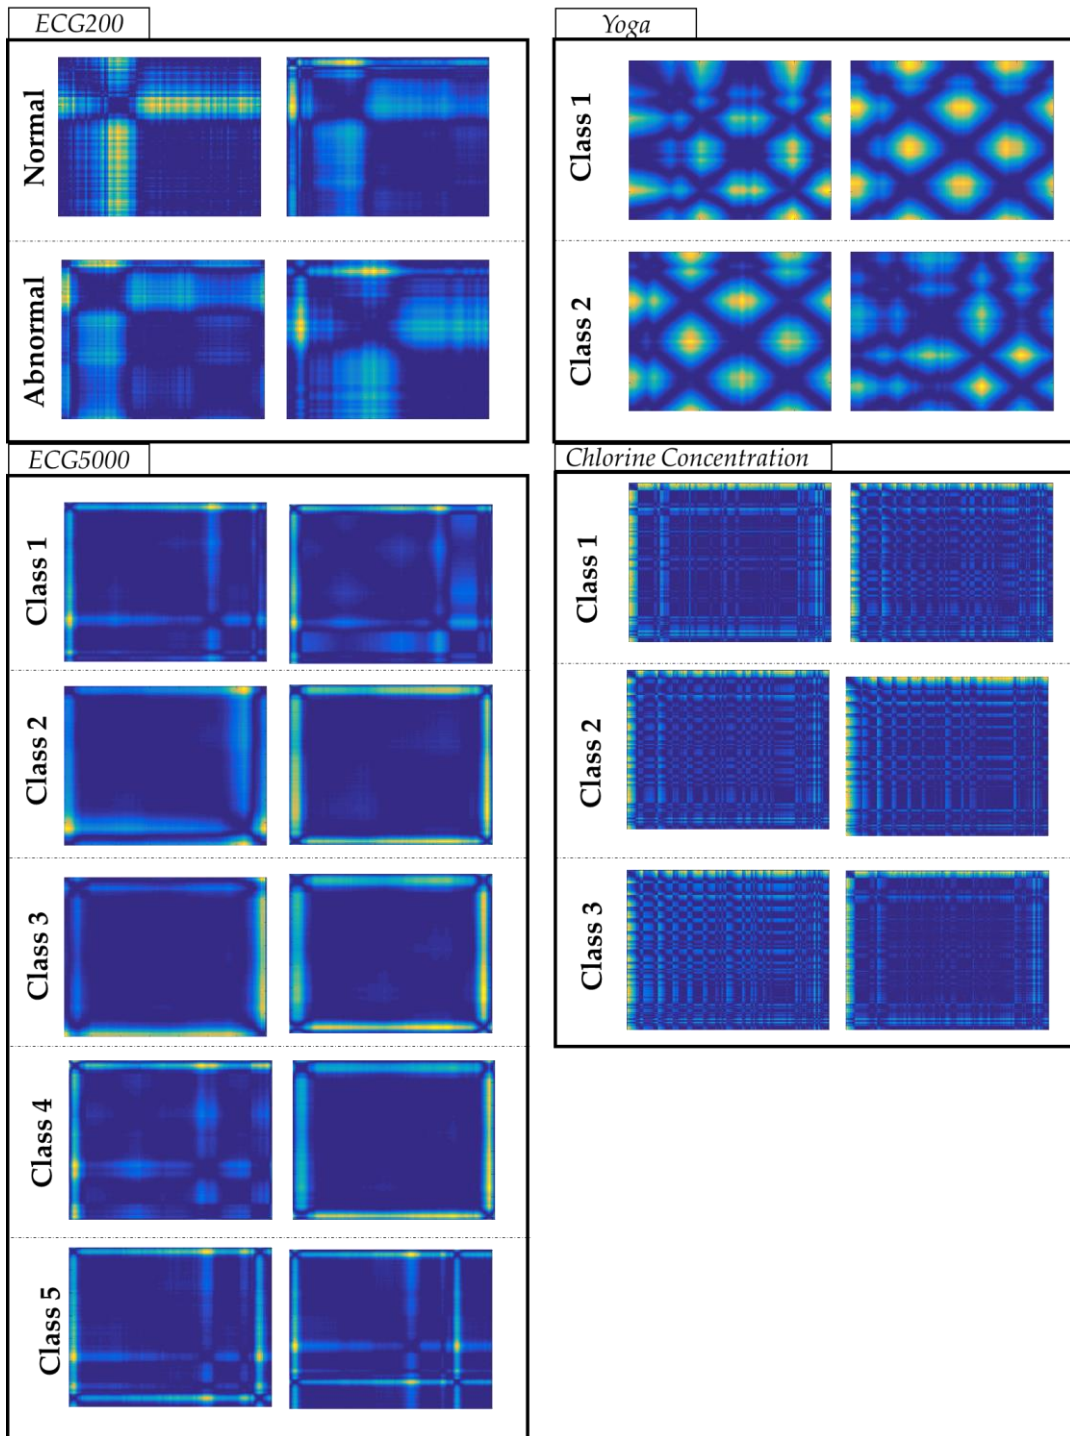 ECG200
Normal
Abnormal
Yoga
Class 1
Class 2
ECG5000
Class 1
Class 2
Class 3
Class 4
Class 5
Chlorine Concentration
Class 1
Class 2
Class 3